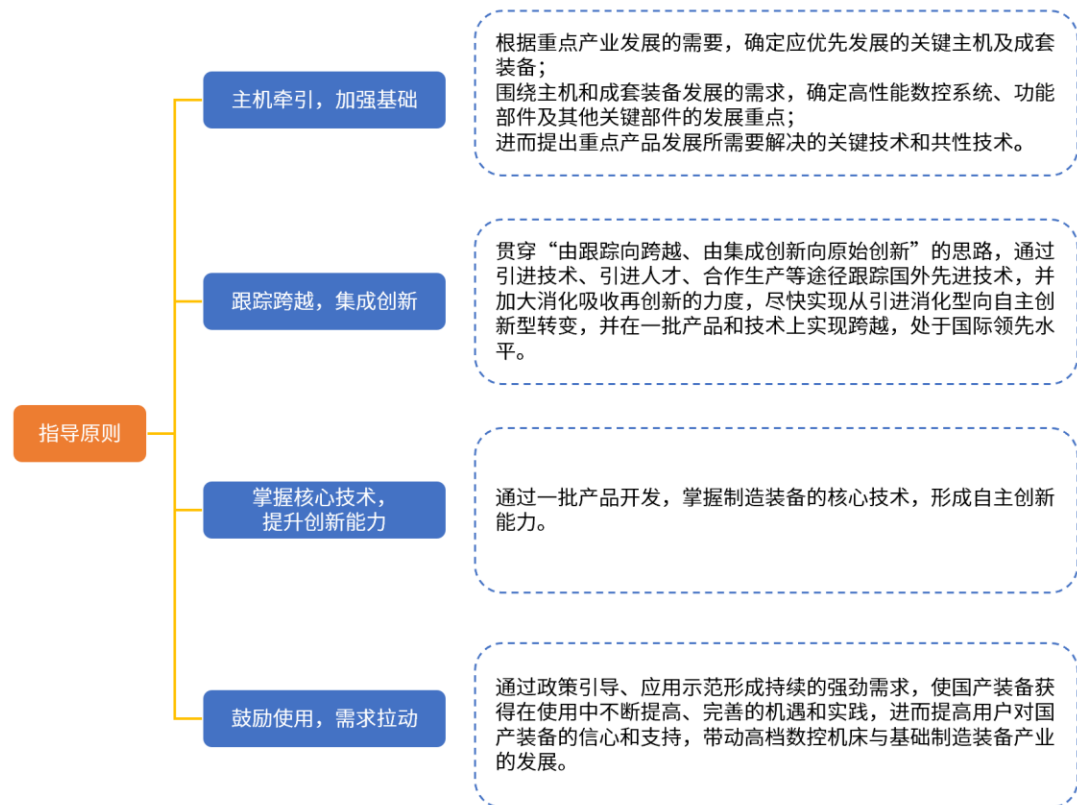 指导原则
主机牵引，加强基础
根据重点产业发展的需要，确定应优先发展的关键主机及成套
装备；
围绕主机和成套装备发展的需求，确定高性能数控系统、功能
部件及其他关键部件的发展重点；
进而提出重点产品发展所需要解决的关键技术和共性技术。
跟踪跨越，集成创新
贯穿“由跟踪向跨越、由集成创新向原始创新”的思路，通过
引进技术、引进人才、合作生产等途径跟踪国外先进技术，并
加大消化吸收再创新的力度，尽快实现从引进消化型向自主创
新型转变，并在一批产品和技术上实现跨越，处于国际领先水
平。
掌握核心技术，
提升创新能力
通过一批产品开发，掌握制造装备的核心技术，形成自主创新
能力。
鼓励使用，需求拉动
通过政策引导、应用示范形成持续的强劲需求，使国产装备获
得在使用中不断提高、完善的机遇和实践，进而提高用户对国
产装备的信心和支持，带动高档数控机床与基础制造装备产业
的发展。